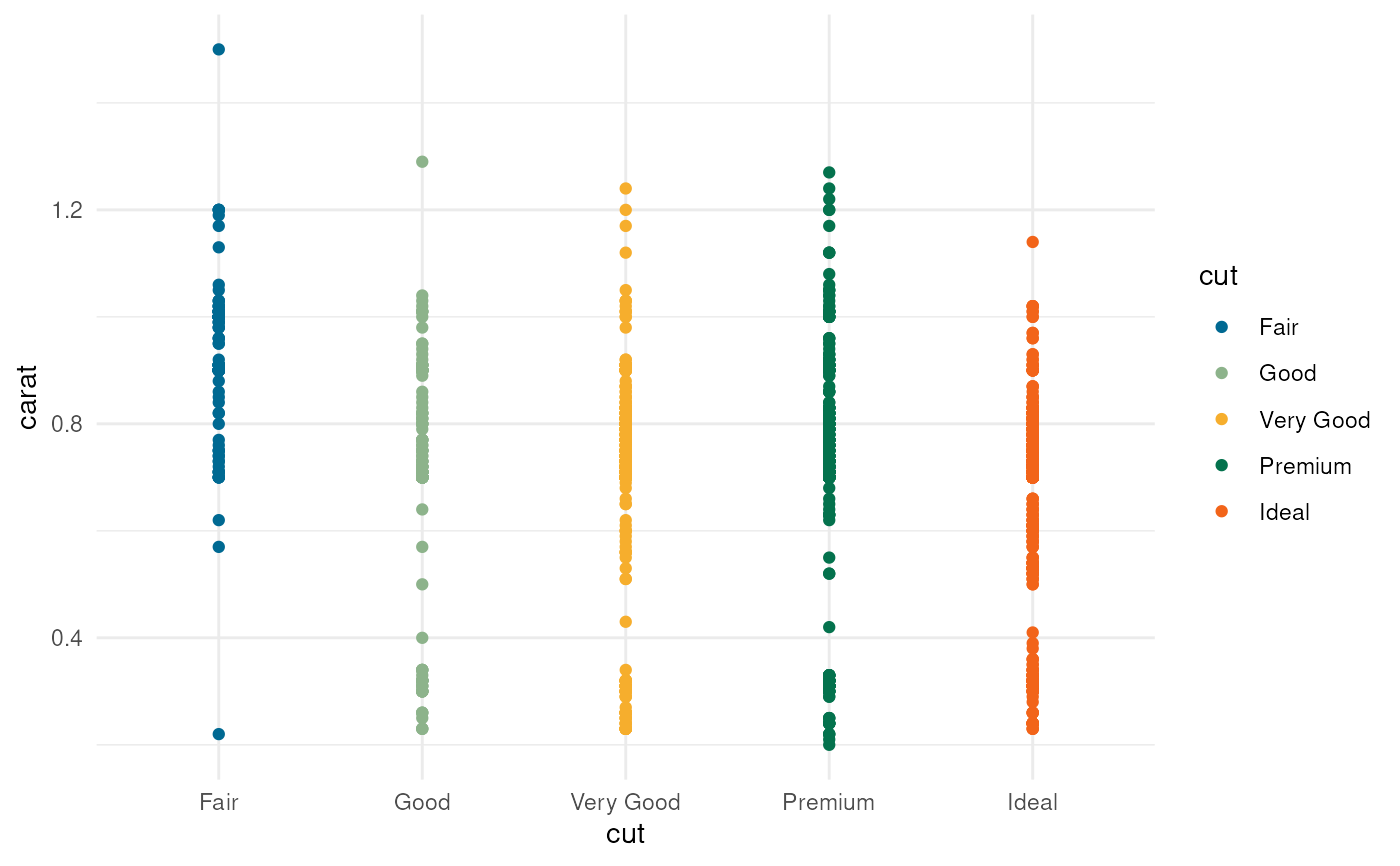 carat
1.2
0.8
0.4
Fair
Good
Very Good
Premium
Ideal
cut
cut
Fair
Good
Very Good
Premium
Ideal